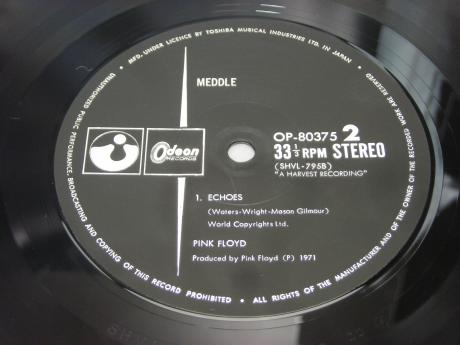 MFD. UNDER LICENCE BY TOSHIBA MUSICAL INDUSTRIES LTD. IN JAPAN • ALL RIGHTS OF THE MANUFACTURER AND OF THE OWNER OF THE RECORDED WORK ARE RESERVED
UNAUTHORIZED PUBLIC PERFORMANCE, BROADCASTING AND COPYING OF THIS RECORD PROHIBITED •
MEDDLE
Odeon
RECORDS
OP-80375 2
33 1/3 RPM STEREO
(SHVL-795B)
"A HARVEST RECORDING"
1. ECHOES
(Waters-Wright-Mason Gilmour)
World Copyrights Ltd.
PINK FLOYD
Produced by Pink Floyd (P) 1971